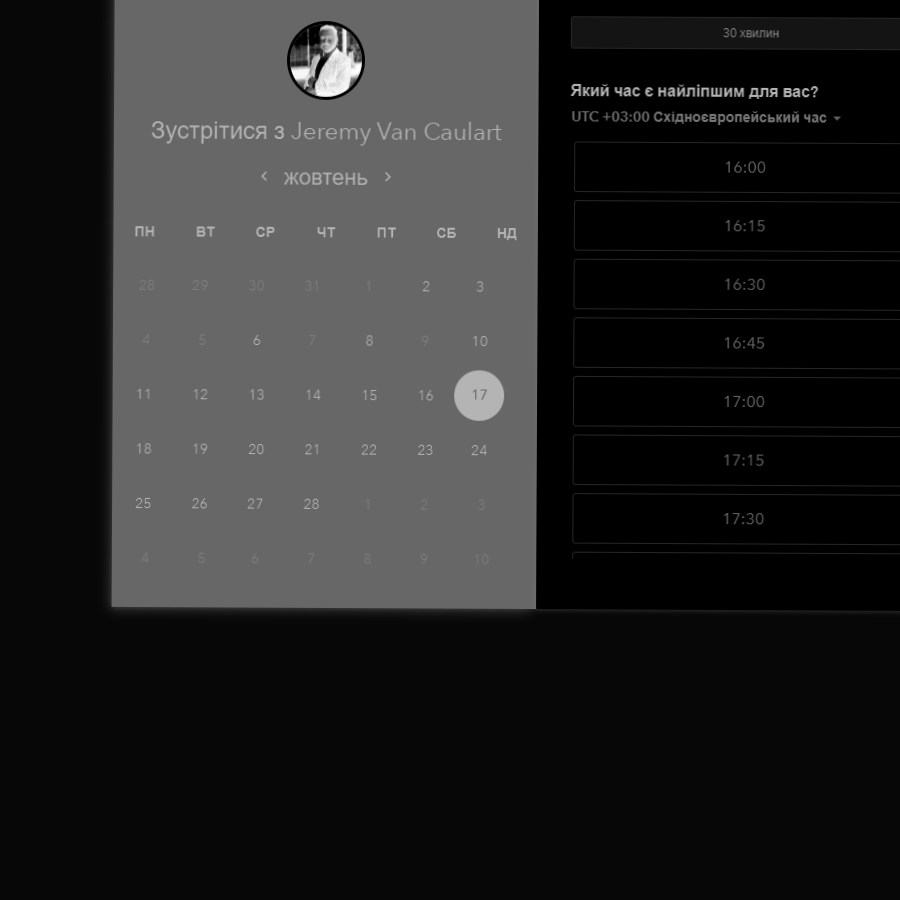 Зустрітися з Jeremy Van Caulart
жовтень
ПН ВТ СР ЧТ ПТ СБ НД
28 29 30 31 1 2 3
4 5 6 7 8 9 10
11 12 13 14 15 16 17
18 19 20 21 22 23 24
25 26 27 28 1 2 3
4 5 6 7 8 9 10
30 хвилин
Який час є найліпшим для вас?
UTC +03:00 Східноєвропейський час
16:00
16:15
16:30
16:45
17:00
17:15
17:30